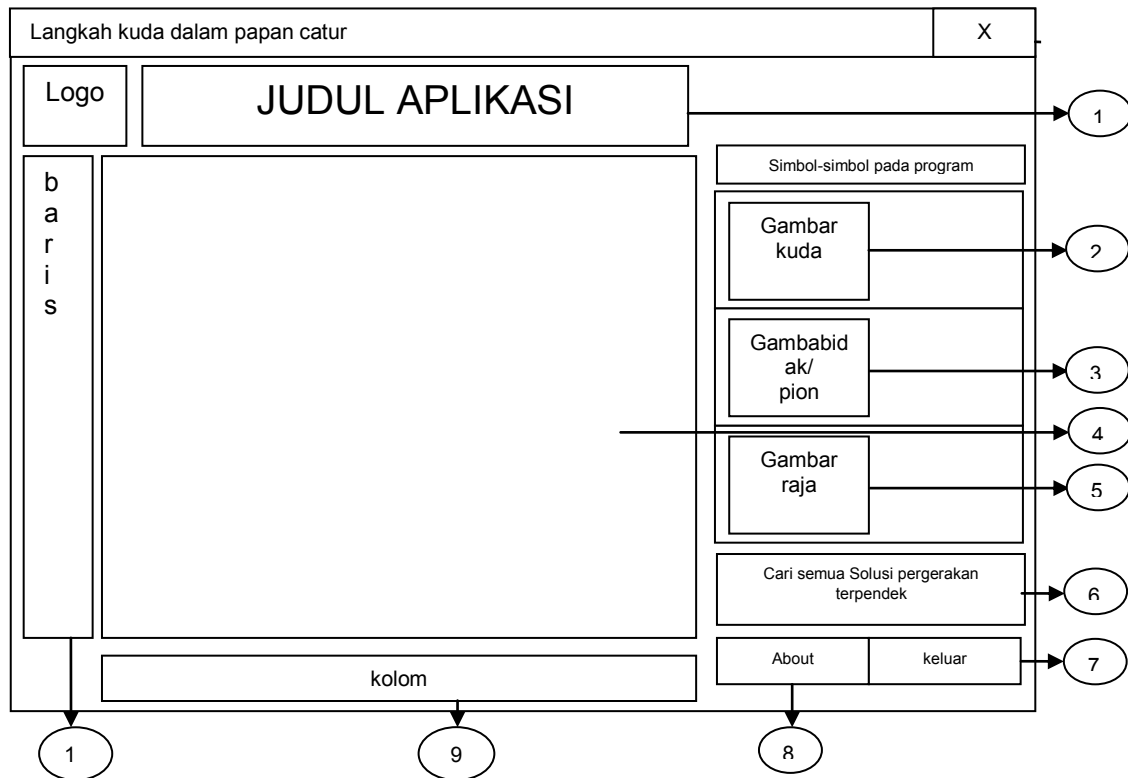 Langkah kuda dalam papan catur
X
Logo
JUDUL APLIKASI
1
b
a
r
i
s
Simbol-simbol pada program
Gambar
kuda
2
Gambabid
ak/
pion
3
4
Gambar
raja
5
Cari semua Solusi pergerakan
terpendek
6
About
keluar
7
kolom
1
9
8